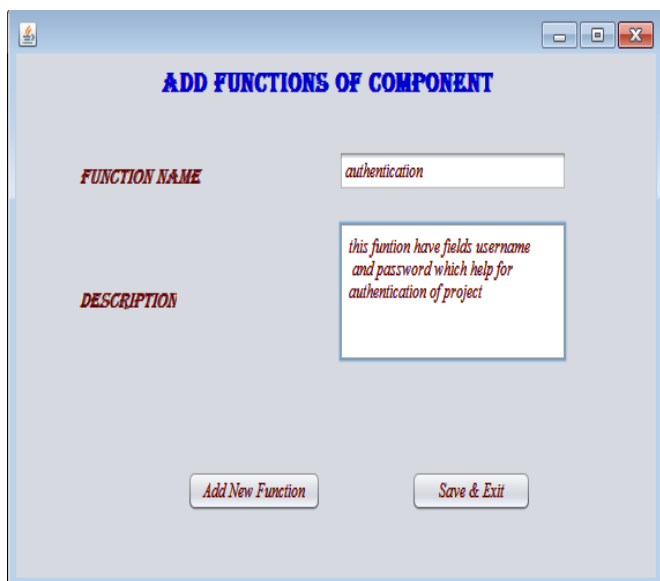 ADD FUNCTIONS OF COMPONENT
FUNCTION NAME
authentication
DESCRIPTION
this funtion have fields username
and password which help for
authentication of project
Add New Function
Save & Exit